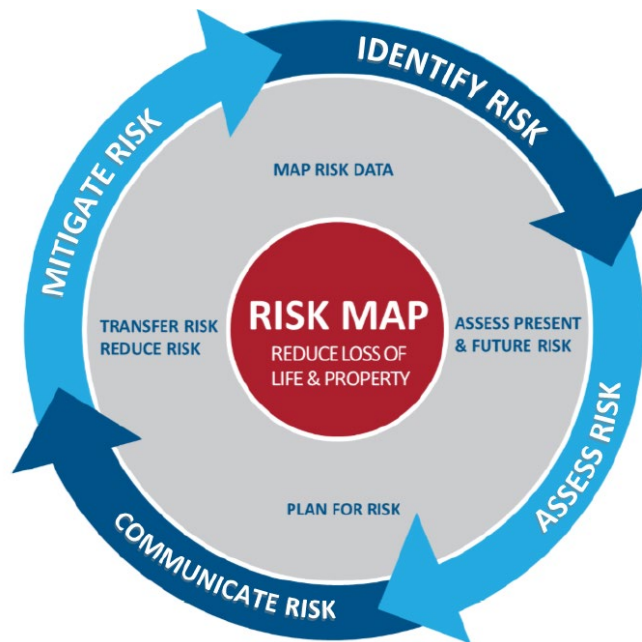 IDENTIFY RISK
ASSESS RISK
COMMUNICATE RISK
MITIGATE RISK
MAP RISK DATA
ASSESS PRESENT
& FUTURE RISK
PLAN FOR RISK
TRANSFER RISK
REDUCE RISK
RISK MAP
REDUCE LOSS OF
LIFE & PROPERTY